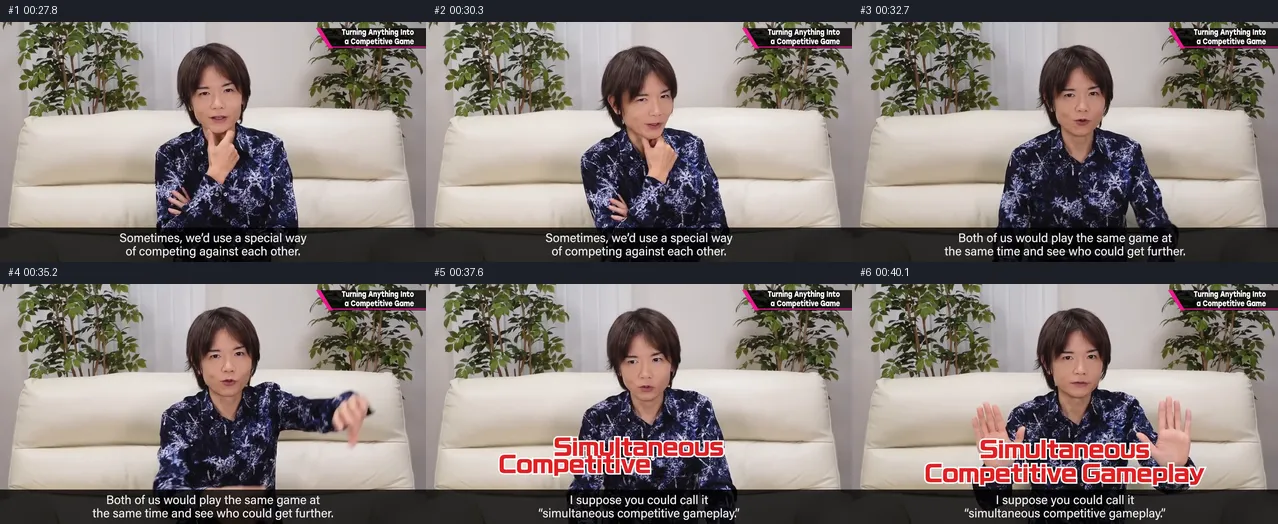 #1 00:27.8
Turning Anything Into
a Competitive Game
Sometimes, we'd use a special way
of competing against each other.
#2 00:30.3
Turning Anything Into
a Competitive Game
Sometimes, we'd use a special way
of competing against each other.
#3 00:32.7
Turning Anything Into
a Competitive Game
Both of us would play the same game at
the same time and see who could get further.
#4 00:35.2
Turning Anything Into
a Competitive Game
Both of us would play the same game at
the same time and see who could get further.
#5 00:37.6
Turning Anything Into
a Competitive Game
Simultaneous
Competitive
I suppose you could call it
“simultaneous competitive gameplay.”
#6 00:40.1
Turning Anything Into
a Competitive Game
Simultaneous
Competitive Gameplay
I suppose you could call it
“simultaneous competitive gameplay.”